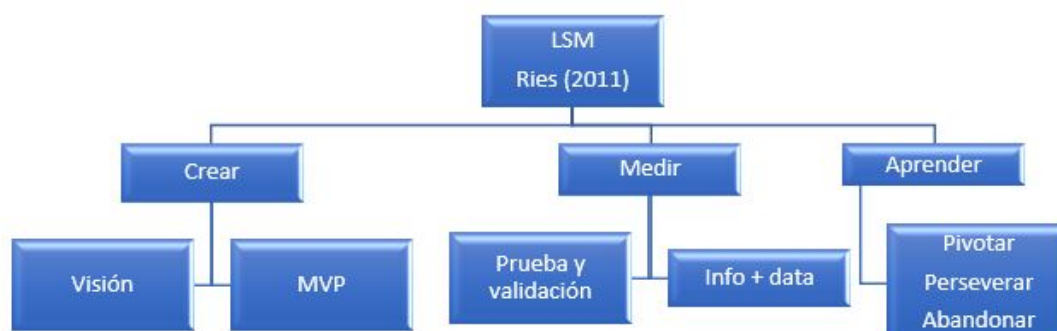 LSM
Ries (2011)
Crear
Medir
Aprender
Visión
MVP
Prueba y
validación
Info + data
Pivotar
Perseverar
Abandonar